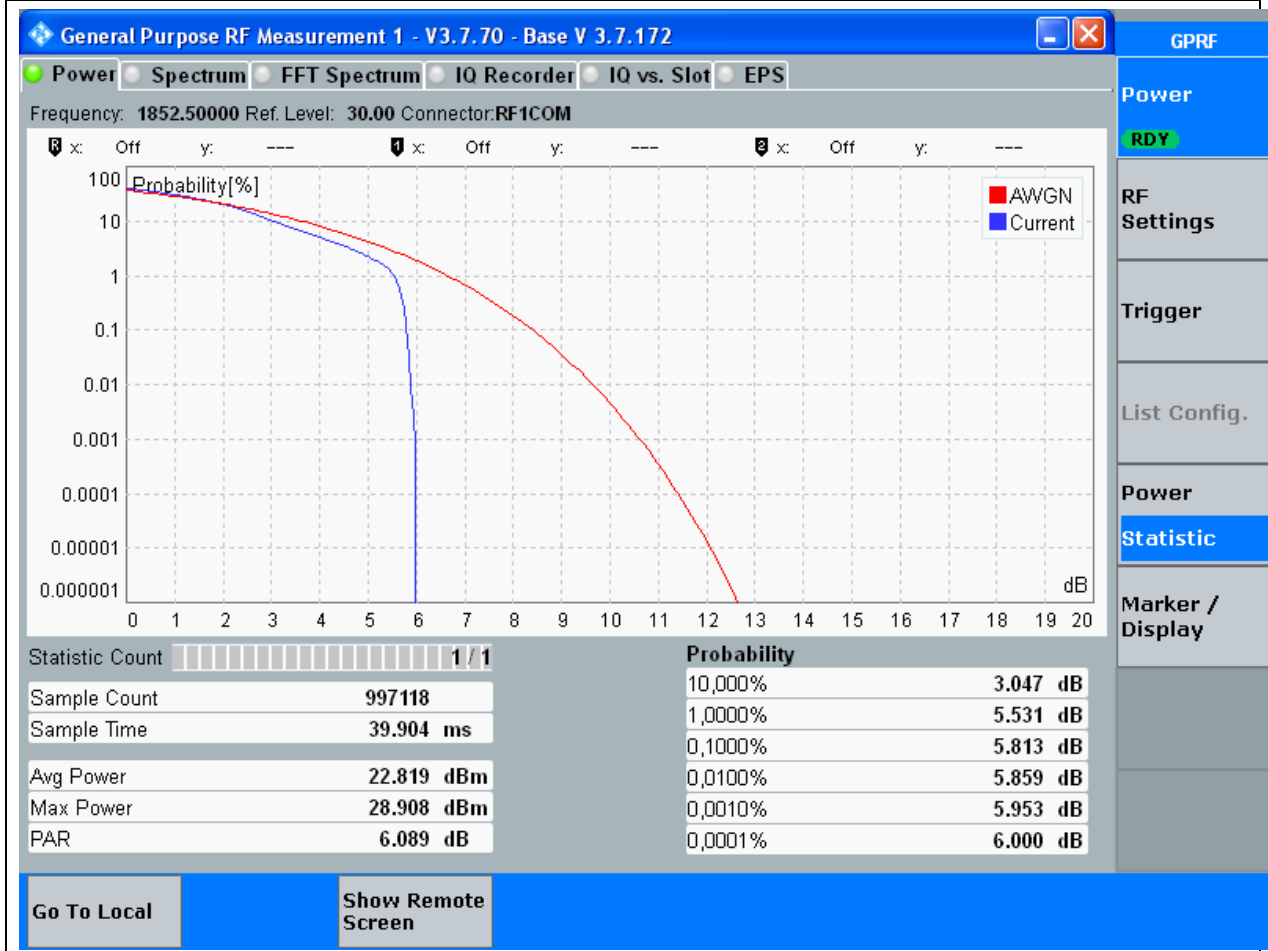 General Purpose RF Measurement 1 - V3.7.70 - Base V 3.7.172
GPRF
Power Spectrum FFT Spectrum IQ Recorder IQ vs. Slot EPS
Frequency: 1852.50000 Ref. Level: 30.00 Connector:RF1COM
R x: Off y: --- 1 x: Off y: --- 2 x: Off y: ---
Probability[%]
AWGN
Current
100
10
1
0.1
0.01
0.001
0.0001
0.00001
0.000001
dB
0 1 2 3 4 5 6 7 8 9 10 11 12 13 14 15 16 17 18 19 20
Statistic Count 1 / 1
Sample Count 997118
Sample Time 39.904 ms
Avg Power 22.819 dBm
Max Power 28.908 dBm
PAR 6.089 dB
Probability
10,000% 3.047 dB
1,0000% 5.531 dB
0,1000% 5.813 dB
0,0100% 5.859 dB
0,0010% 5.953 dB
0,0001% 6.000 dB
Power
RDY
RF
Settings
Trigger
List Config.
Power
Statistic
Marker /
Display
Go To Local
Show Remote
Screen